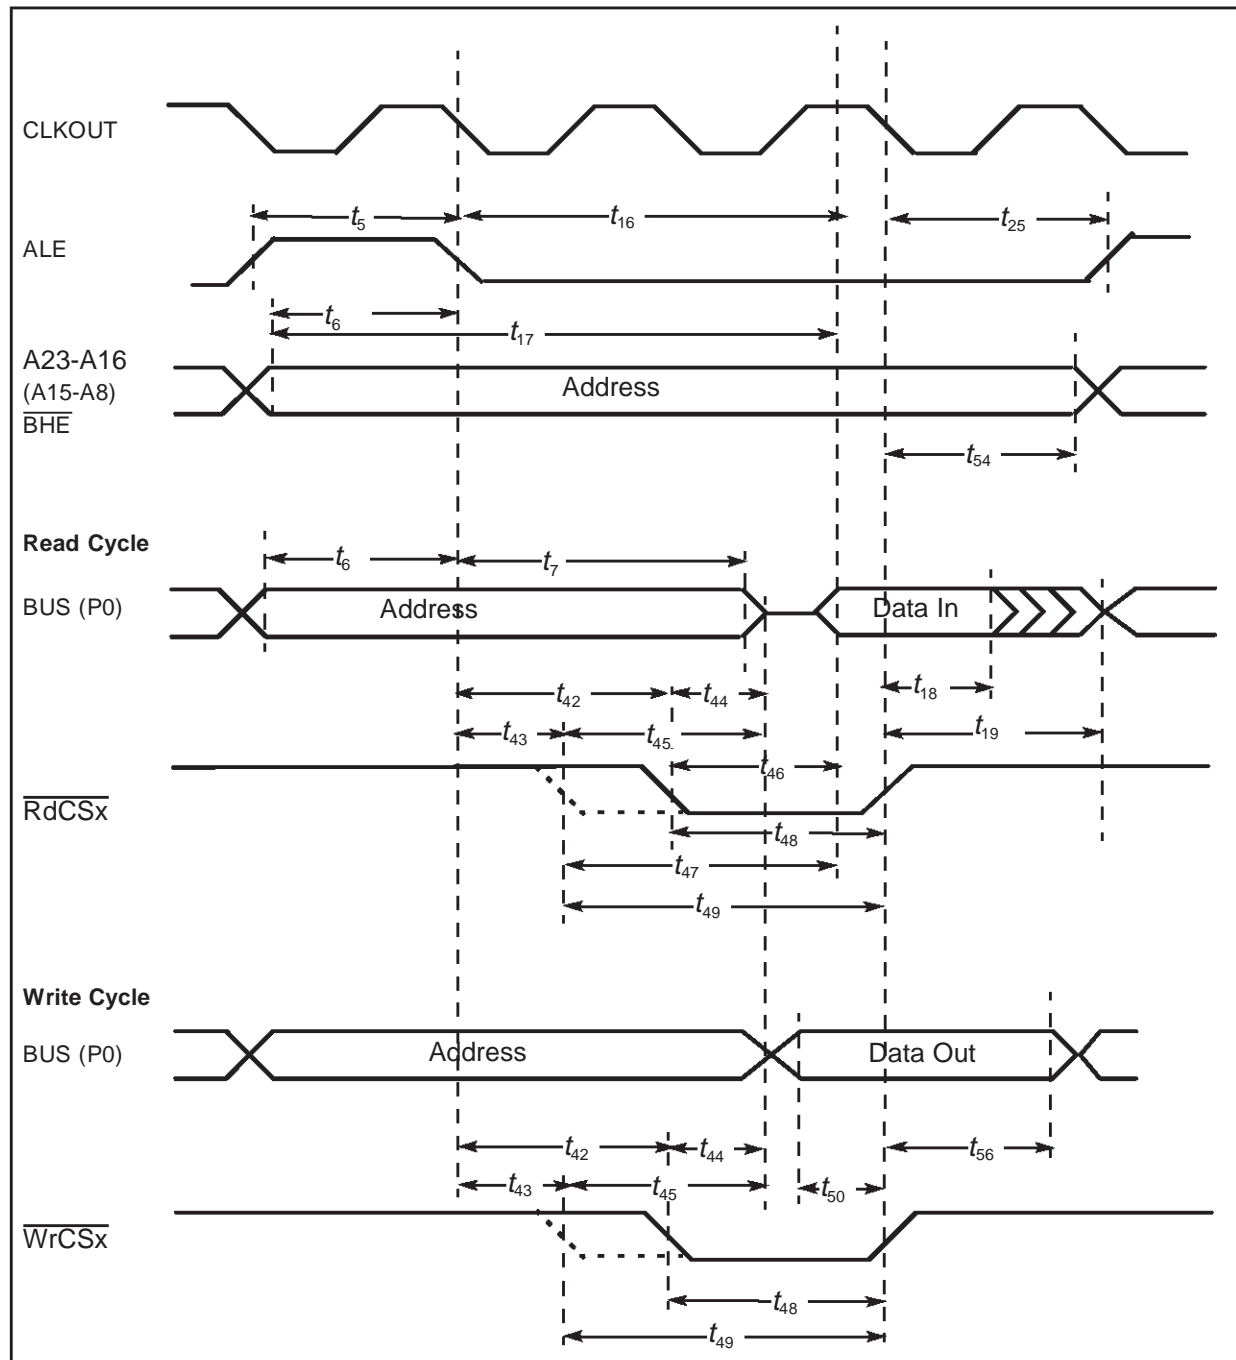 CLKOUT
t5
t16
t25
ALE
t6
t17
A23-A16
(A15-A8)
BHE
Address
t54
Read Cycle
t6
t7
BUS (P0)
Address
Data In
t18
t42
t44
t43
t45
t19
t46
RdCSx
t48
t47
t49
Write Cycle
BUS (P0)
Address
Data Out
t42
t44
t56
t43
t45
t50
WrCSx
t48
t49